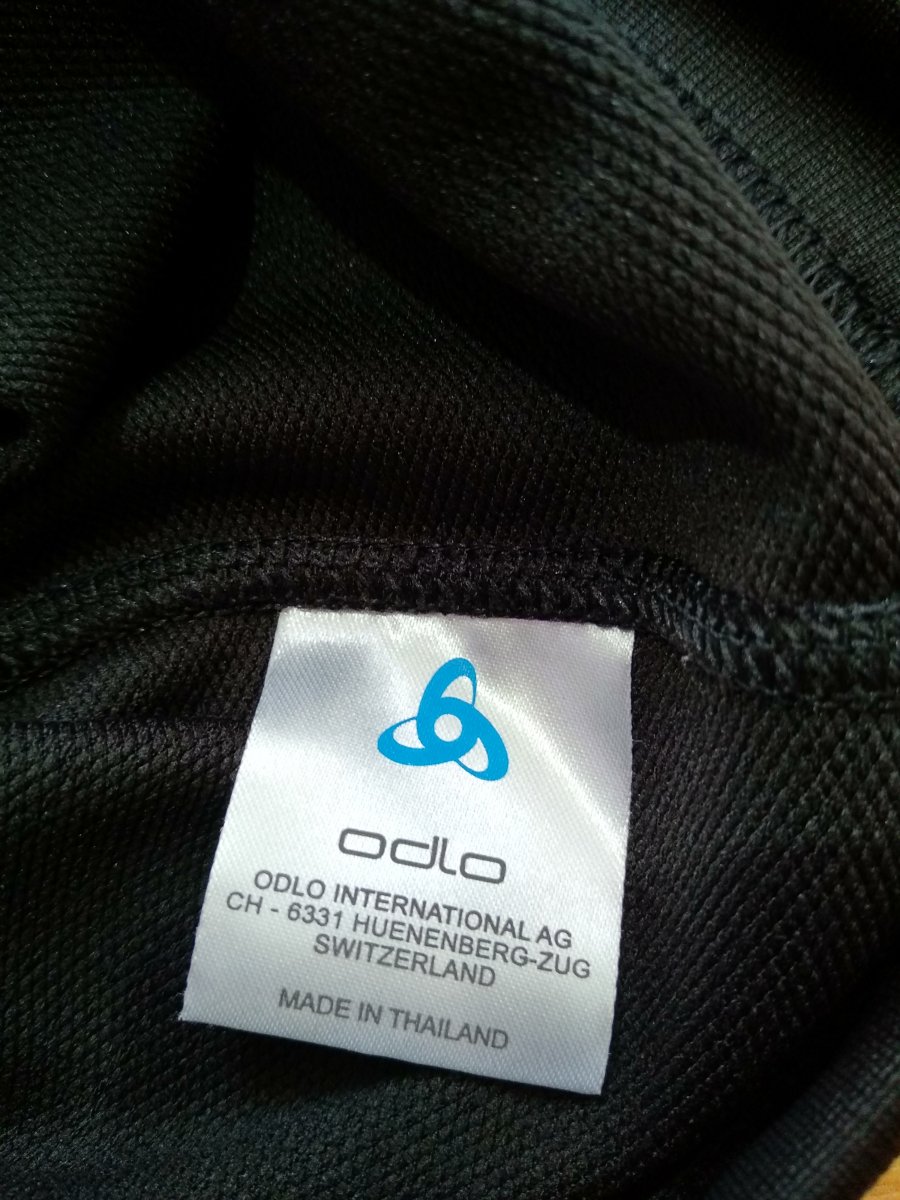 odlo
ODLO INTERNATIONAL AG
CH - 6331 HUENENBERG-ZUG
SWITZERLAND
MADE IN THAILAND